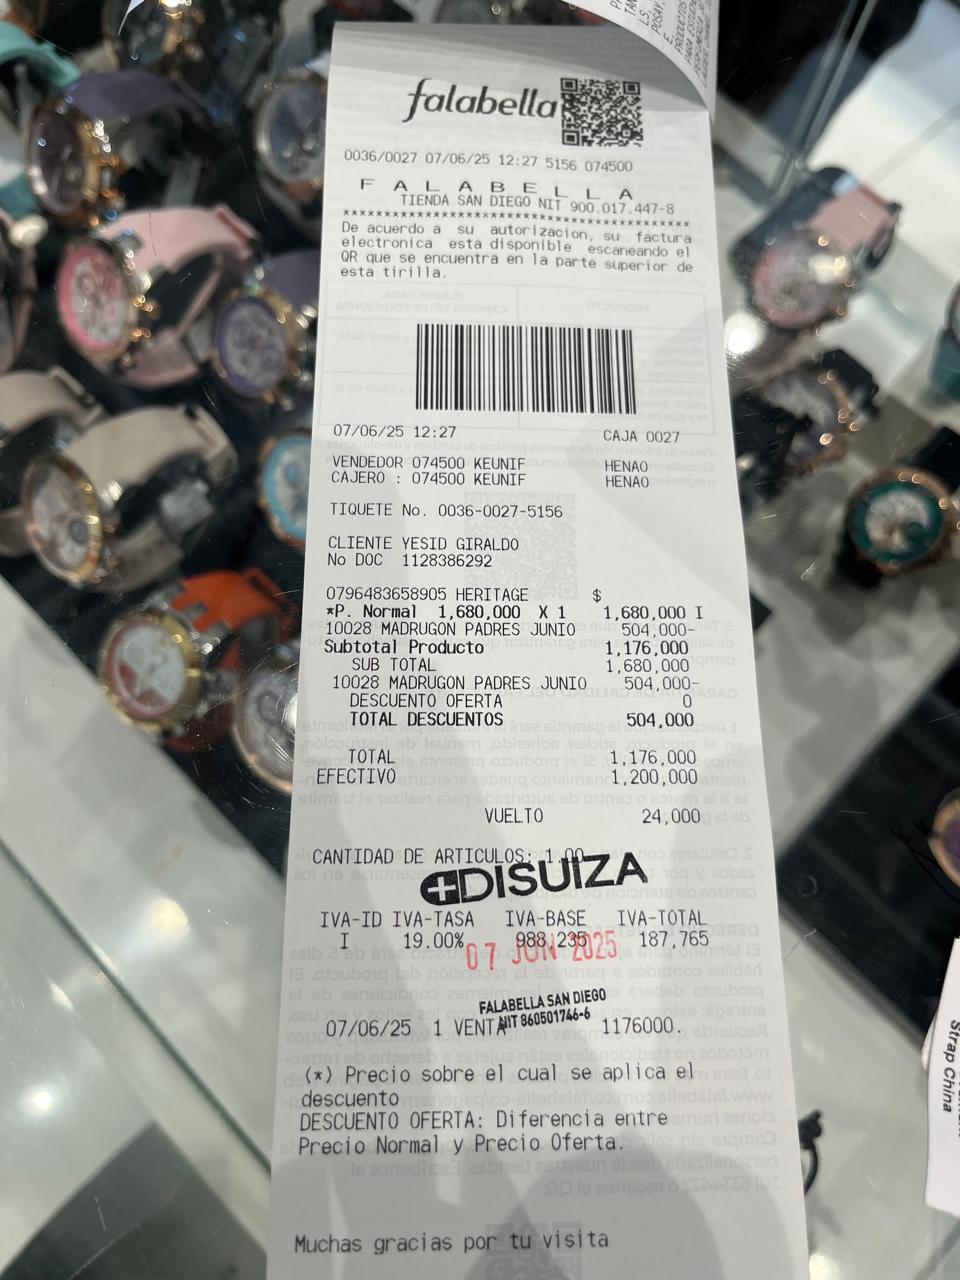 falabella
0036/0027 07/06/25 12:27 5156 074500
F A L A B E L L A
TIENDA SAN DIEGO NIT 900.017.447-8
******************************************
De acuerdo a su autorizacion, su factura
electronica esta disponible escaneando el
QR que se encuentra en la parte superior de
esta tirilla.
07/06/25 12:27 CAJA 0027
VENDEDOR 074500 KEUNIF HENAO
CAJERO : 074500 KEUNIF HENAO
TIQUETE No. 0036-0027-5156
CLIENTE YESID GIRALDO
No DOC 1128386292
0796483658905 HERITAGE $
*P. Normal 1,680,000 X 1 1,680,000 I
10028 MADRUGON PADRES JUNIO 504,000-
Subtotal Producto 1,176,000
SUB TOTAL 1,680,000
10028 MADRUGON PADRES JUNIO 504,000-
DESCUENTO OFERTA 0
TOTAL DESCUENTOS 504,000
TOTAL 1,176,000
EFECTIVO 1,200,000
VUELTO 24,000
CANTIDAD DE ARTICULOS: 1.00
DISUIZA
IVA-ID IVA-TASA IVA-BASE IVA-TOTAL
I 19.00% 988,235 187,765
07 JUN 2025
FALABELLA SAN DIEGO
NIT 860501746-6
07/06/25 1 VENTA 1176000.
(*) Precio sobre el cual se aplica el
descuento
DESCUENTO OFERTA: Diferencia entre
Precio Normal y Precio Oferta.
Muchas gracias por tu visita
Strap China